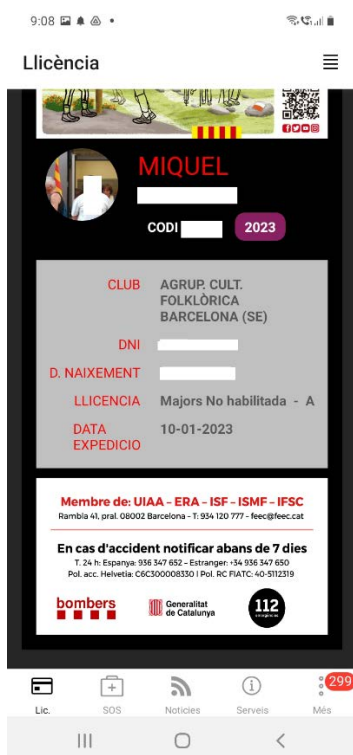 9:08
Llicència
MIQUEL
CODI
2023
CLUB AGRUP. CULT.
FOLKLÒRICA
BARCELONA (SE)
DNI
D. NAIXEMENT
LLICENCIA Majors No habilitada - A
DATA 10-01-2023
EXPEDICIO
Membre de: UIAA – ERA – ISF – ISMF – IFSC
Rambla 41, pral. 08002 Barcelona - T: 934 120 777 - feec@feec.cat
En cas d'accident notificar abans de 7 dies
T. 24 h: Espanya: 936 347 652 – Estranger: +34 936 347 650
Pol. acc. Helvetia: C6C300008330 I Pol. RC FIATC: 40-5112319
bombers
Generalitat
de Catalunya
112
emergències
299
Lic. SOS Noticies Serveis Més